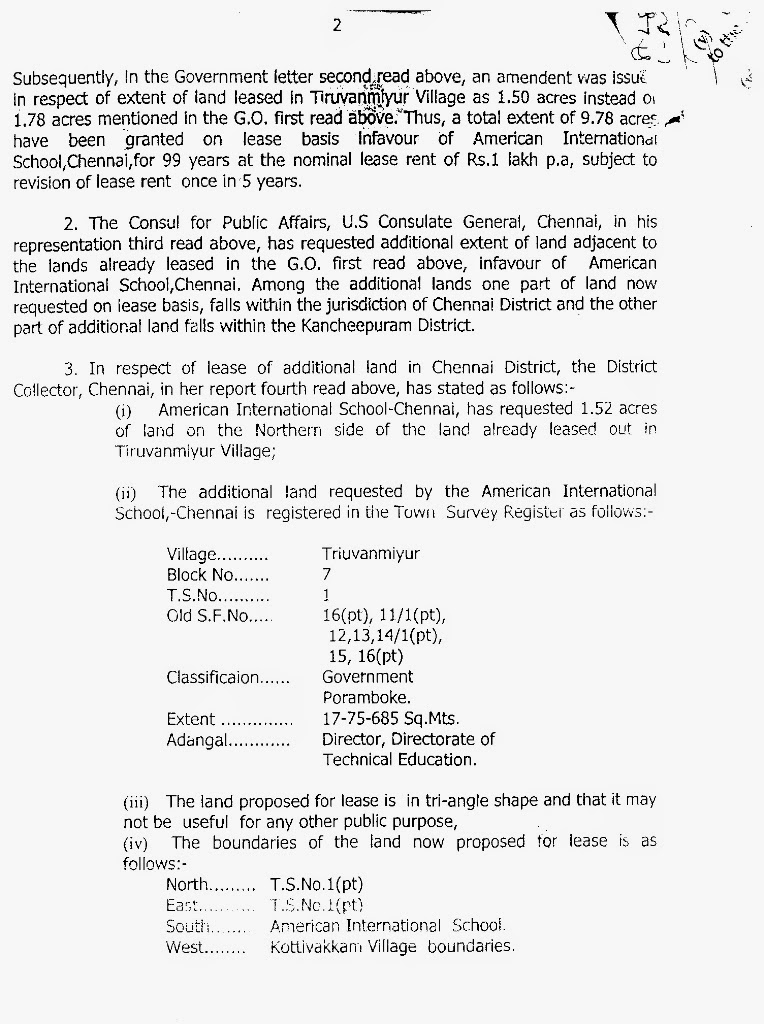 2
(v)
to the
Subsequently, in the Government letter second read above, an amendent was issue
in respect of extent of land leased in Tiruvanmiyur Village as 1.50 acres instead of
1.78 acres mentioned in the G.O. first read above. Thus, a total extent of 9.78 acres
have been granted on lease basis infavour of American International
School,Chennai,for 99 years at the nominal lease rent of Rs.1 lakh p.a, subject to
revision of lease rent once in 5 years.
2. The Consul for Public Affairs, U.S Consulate General, Chennai, in his
representation third read above, has requested additional extent of land adjacent to
the lands already leased in the G.O. first read above, infavour of American
International School,Chennai. Among the additional lands one part of land now
requested on lease basis, falls within the jurisdiction of Chennai District and the other
part of additional land falls within the Kancheepuram District.
3. In respect of lease of additional land in Chennai District, the District
Collector, Chennai, in her report fourth read above, has stated as follows:-
(i) American International School-Chennai, has requested 1.52 acres
of land on the Northern side of the land already leased out in
Tiruvanmiyur Village;
(ii) The additional land requested by the American International
School,-Chennai is registered in the Town Survey Register as follows:-
Village.......... Triuvanmiyur
Block No....... 7
T.S.No.......... 1
Old S.F.No..... 16(pt), 11/1(pt),
12,13,14/1(pt),
15, 16(pt)
Classificaion...... Government
Poramboke.
Extent .............. 17-75-685 Sq.Mts.
Adangal............ Director, Directorate of
Technical Education.
(iii) The land proposed for lease is in tri-angle shape and that it may
not be useful for any other public purpose,
(iv) The boundaries of the land now proposed for lease is as
follows:-
North......... T.S.No.1(pt)
East........... T.S.No.1(pt)
South........ American International School.
West........ Kottivakkam Village boundaries.